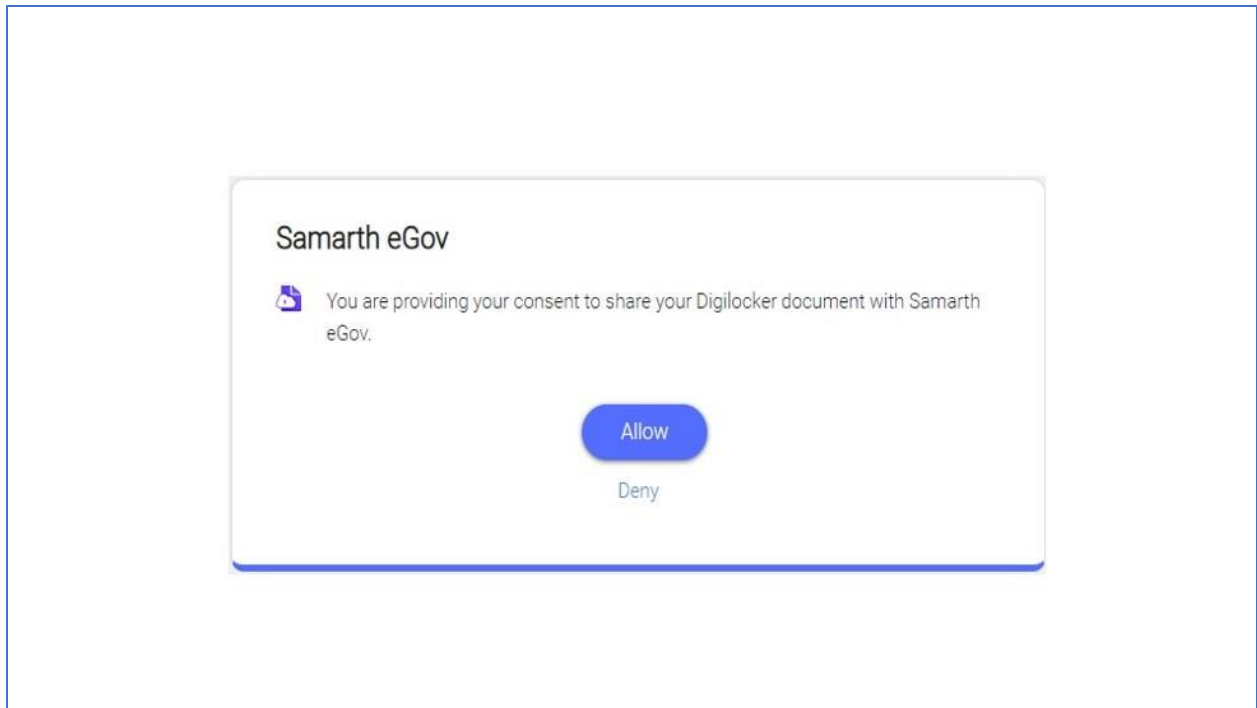 Samarth eGov
You are providing your consent to share your Digilocker document with Samarth
eGov.
Allow
Deny